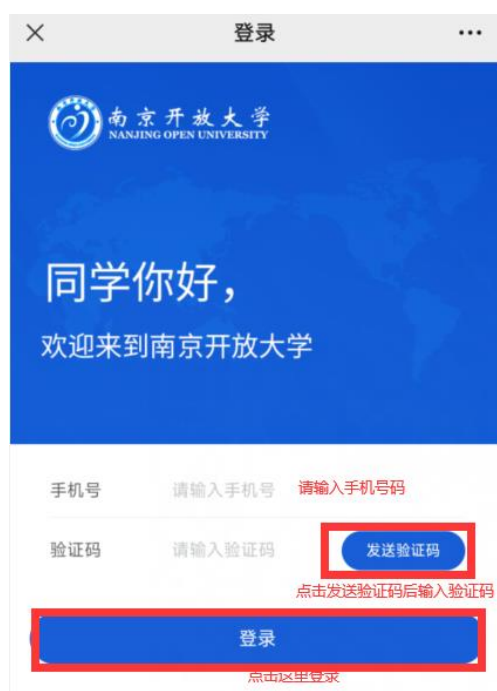 登录
南京开放大学
NANJING OPEN UNIVERSITY
同学你好，
欢迎来到南京开放大学
手机号 请输入手机号 请输入手机号码
验证码 请输入验证码 发送验证码
点击发送验证码后输入验证码
登录
点击这里登录